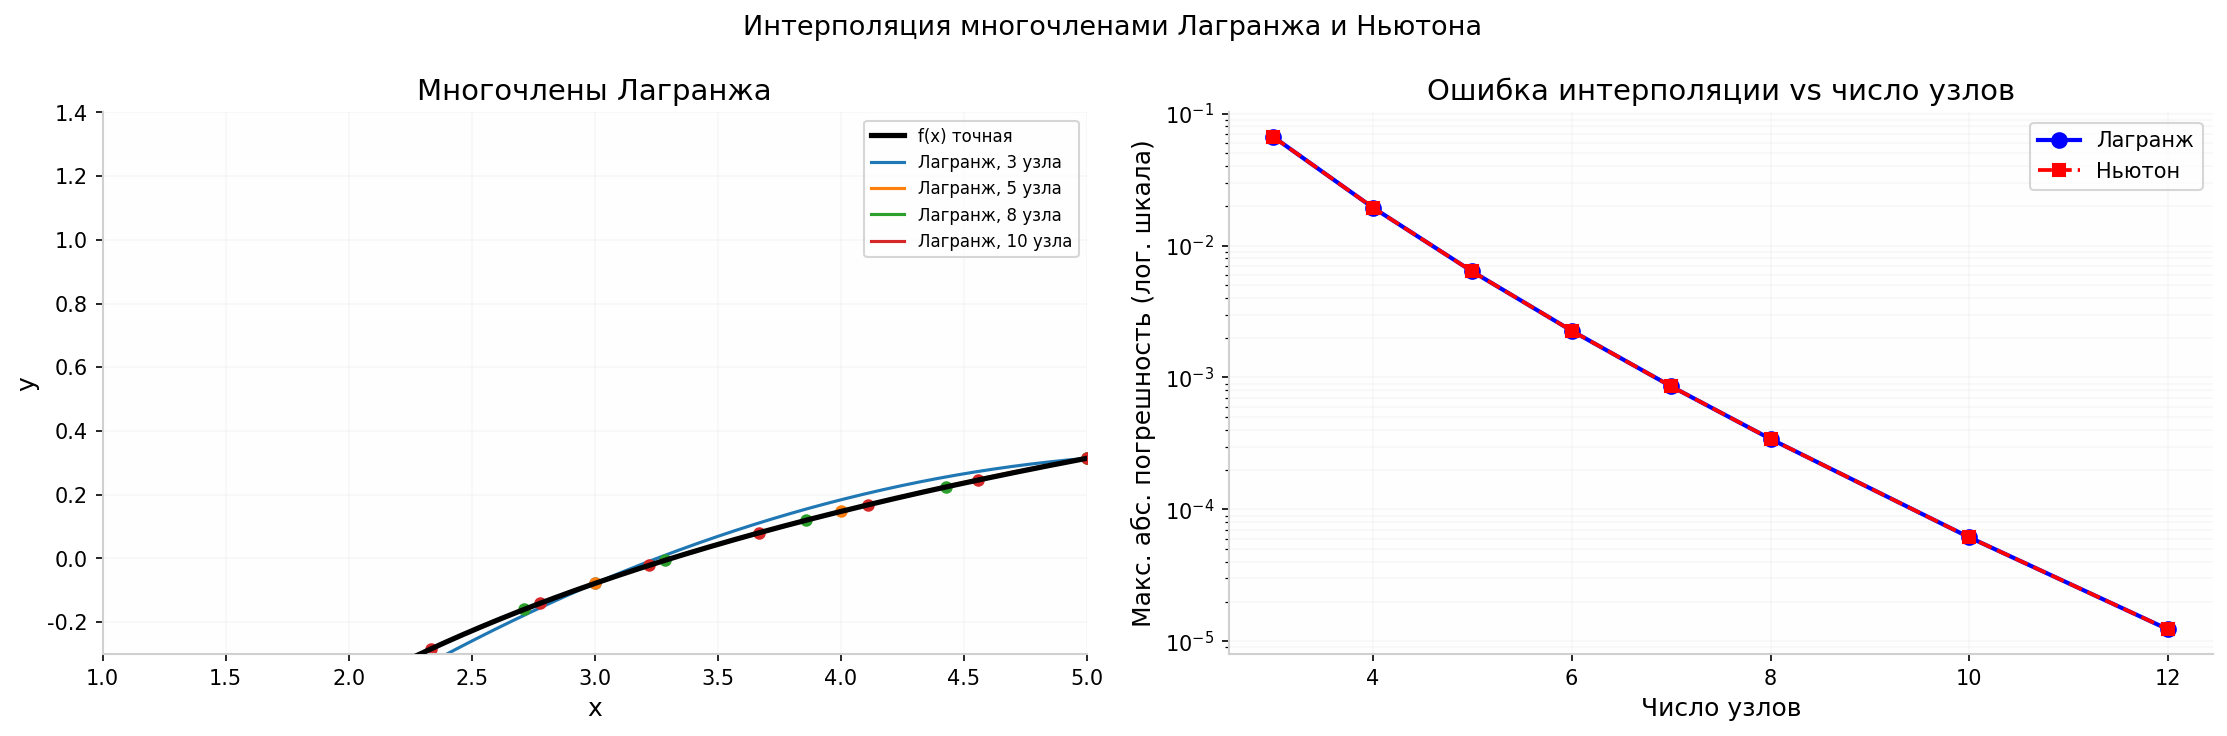 Интерполяция многочленами Лагранжа и Ньютона
Многочлены Лагранжа
1.4
1.2
1.0
0.8
0.6
0.4
0.2
0.0
-0.2
y
1.0 1.5 2.0 2.5 3.0 3.5 4.0 4.5 5.0
x
f(x) точная
Лагранж, 3 узла
Лагранж, 5 узла
Лагранж, 8 узла
Лагранж, 10 узла
Ошибка интерполяции vs число узлов
10⁻¹
10⁻²
10⁻³
10⁻⁴
10⁻⁵
Макс. абс. погрешность (лог. шкала)
4 6 8 10 12
Число узлов
Лагранж
Ньютон